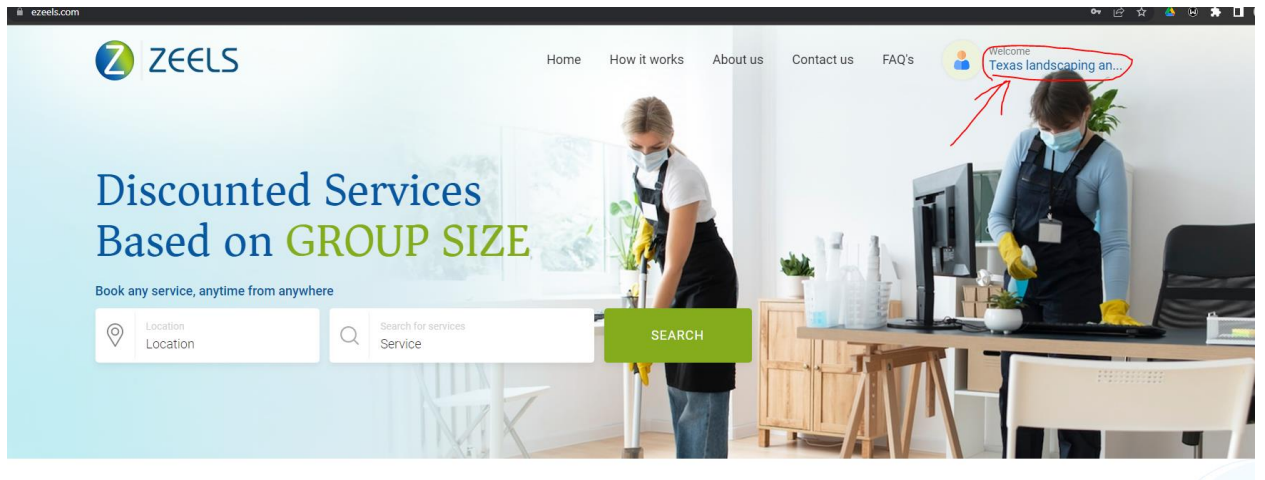 ezeels.com
ZEELS
Home How it works About us Contact us FAQ's
Welcome
Texas landscaping an...
Discounted Services
Based on GROUP SIZE
Book any service, anytime from anywhere
Location
Location
Search for services
Service
SEARCH